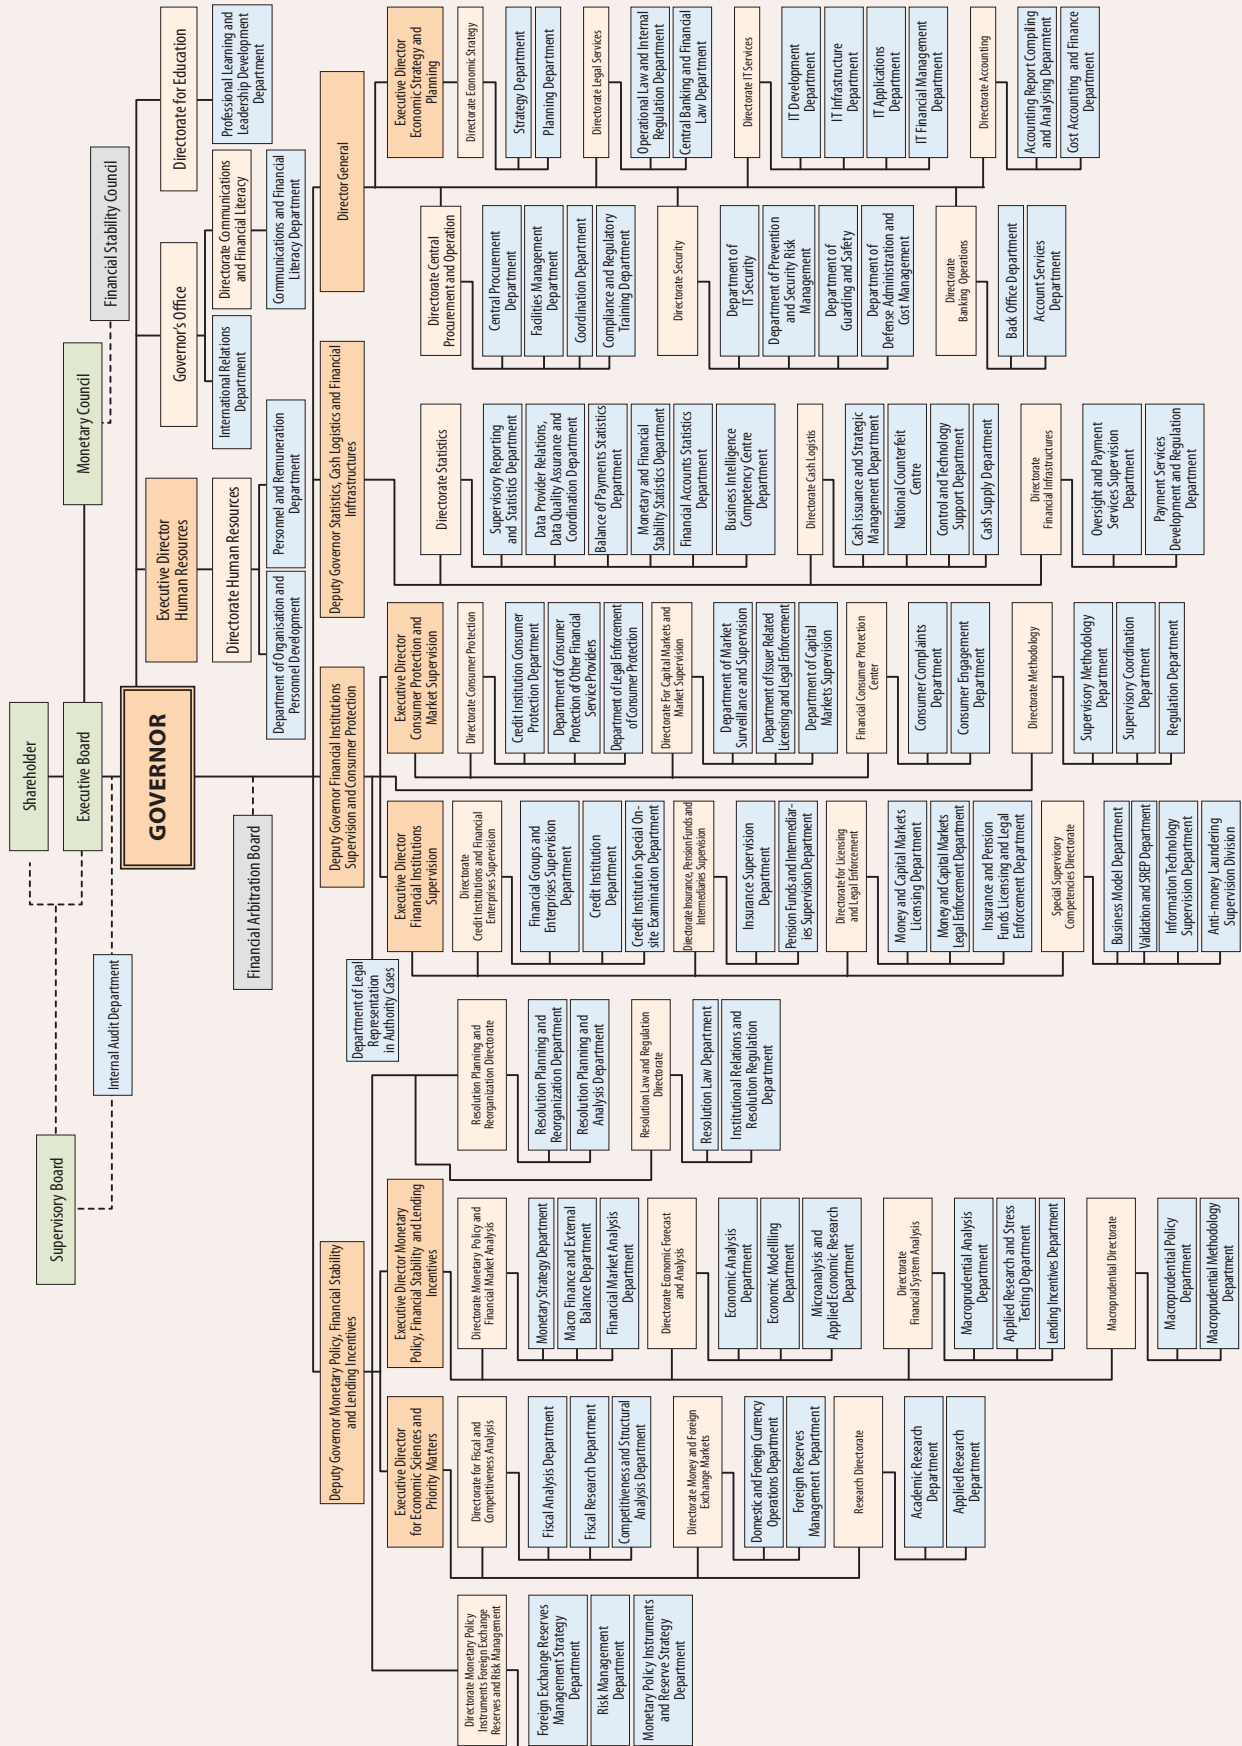 Shareholder
Executive Board
Monetary Council
Financial Stability Council
Supervisory Board
Internal Audit Department
GOVERNOR
Financial Arbitration Board
Executive Director
Human Resources
Directorate Human Resources
Department of Organisation and
Personnel Development
Personnel and Remuneration
Department
Governor's Office
International Relations
Department
Directorate Communications
and Financial Literacy
Communications and Financial
Literacy Department
Directorate for Education
Professional Learning and
Leadership Development
Department
Deputy Governor Monetary Policy, Financial Stability
and Lending Incentives
Directorate Monetary Policy
Instruments Foreign Exchange
Reserves and Risk Management
Foreign Exchange Reserves
Management Strategy
Department
Risk Management
Department
Monetary Policy Instruments
and Reserve Strategy
Department
Executive Director
for Economic Sciences and
Priority Matters
Directorate for Fiscal and
Competitiveness Analysis
Fiscal Analysis Department
Fiscal Research Department
Competitiveness and Structural
Analysis Department
Directorate Money and Foreign
Exchange Markets
Domestic and Foreign Currency
Operations Department
Foreign Reserves
Management Department
Research Directorate
Academic Research
Department
Applied Research
Department
Executive Director Monetary
Policy, Financial Stability and Lending
Incentives
Directorate Monetary Policy and
Financial Market Analysis
Monetary Strategy Department
Macro Finance and External
Balance Department
Financial Market Analysis
Department
Directorate Economic Forecast
and Analysis
Economic Analysis
Department
Economic Modellling
Department
Microanalysis and
Applied Economic Research
Directorate
Financial System Analysis
Macroprudential Analysis
Department
Applied Research and Stress
Testing Department
Lending Incentives Department
Macroprudential Directorate
Macroprudential Policy
Department
Macroprudential Methodology
Department
Resolution Planning and
Reorganization Directorate
Resolution Planning and
Reorganization Department
Resolution Planning and
Analysis Department
Resolution Law and Regulation
Directorate
Resolution Law Department
Institutional Relations and
Resolution Regulation
Department
Deputy Governor Financial Institutions
Supervision and Consumer Protection
Department of Legal
Representation
in Authority Cases
Executive Director
Financial Institutions
Supervision
Directorate
Credit Institutions and Financial
Enterprises Supervision
Financial Groups and
Enterprises Supervision
Department
Credit Institution
Department
Credit Institution Special On-
site Examination Department
Directorate Insurance, Pension Funds and
Intermediaries Supervision
Insurance Supervision
Department
Pension Funds and Intermediar-
ies Supervision Department
Directorate for Licensing
and Legal Enforcement
Money and Capital Markets
Licensing Department
Money and Capital Markets
Legal Enforcement Department
Insurance and Pension
Funds Licensing and Legal
Enforcement Department
Special Supervisory
Competencies Directorate
Business Model Department
Validation and SREP Department
Information Technology
Supervision Department
Anti-money Laundering
Supervision Division
Executive Director
Consumer Protection and
Market Supervision
Directorate Consumer Protection
Credit Institution Consumer
Protection Department
Department of Consumer
Protection of Other Financial
Service Providers
Department of Legal Enforcement
of Consumer Protection
Directorate For Capital Markets and
Market Supervision
Department of Market
Surveillance and Supervision
Department of Issuer Related
Licensing and Legal Enforcement
Department of Capital
Markets Supervision
Financial Consumer Protection
Center
Consumer Complaints
Department
Consumer Engagement
Department
Directorate Methodology
Supervisory Methodology
Department
Supervisory Coordination
Department
Regulation Department
Deputy Governor Statistics, Cash Logistics and Financial
Inftrastructures
Directorate Statistics
Supervisory Reporting
and Statistics Department
Data Provider Relations,
Data Quality Assurance and
Coordination Department
Balance of Payments Statistics
Department
Monetary and Financial
Stability Statistics Department
Financial Accounts Statistics
Department
Business Intelligence
Competency Centre
Department
Directorate Cash Logistis
Cash issuance and Strategic
Management Department
National Counterfeit
Centre
Control and Technology
Support Department
Cash Supply Department
Directorate
Financial Infrastructures
Oversight and Payment
Services Supervision
Department
Payment Services
Development and Regulation
Department
Director General
Directorate Central
Procurement and Operation
Central Procurement
Department
Facilities Management
Department
Coordination Department
Compliance and Regulatory
Training Department
Directorate Security
Department of
IT Security
Department of Prevention
and Security Risk
Management
Department of
Guarding and Safety
Department of
Defense Administration and
Cost Management
Directorate
Banking Operations
Back Office Department
Account Services
Department
Executive Director
Economic Strategy and
Planning
Directorate Economic Strategy
Strategy Department
Planning Department
Directorate Legal Services
Operational Law and Internal
Regulation Department
Central Banking and Financial
Law Department
Directorate IT Services
IT Development
Department
IT Infrastructure
Department
IT Applications
Department
IT Financial Management
Department
Directorate Accounting
Accounting Report Compiling
and Analysing Deparmtent
Cost Accounting and Finance
Department